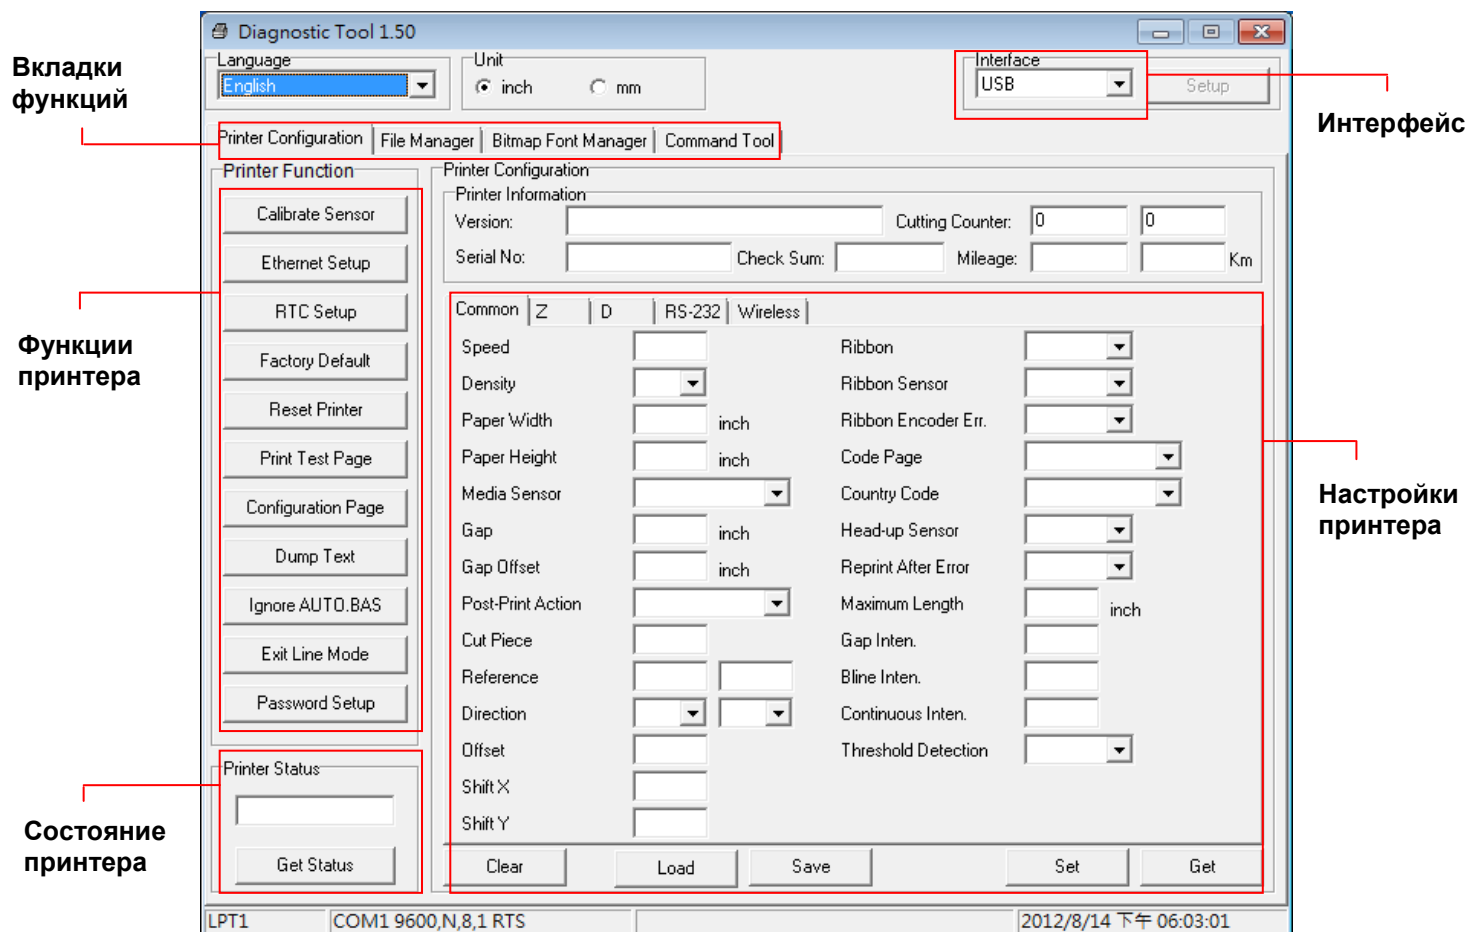 Diagnostic Tool 1.50
Вкладки
функций
Language
English
Unit
inch
mm
Interface
USB
Setup
Интерфейс
Printer Configuration
File Manager
Bitmap Font Manager
Command Tool
Printer Function
Calibrate Sensor
Ethernet Setup
RTC Setup
Factory Default
Reset Printer
Print Test Page
Configuration Page
Dump Text
Ignore AUTO.BAS
Exit Line Mode
Password Setup
Функции
принтера
Printer Status
Get Status
Состояние
принтера
Printer Configuration
Printer Information
Version:
Cutting Counter: 0 0
Serial No: Check Sum: Mileage: Km
Common Z D RS-232 Wireless
Speed
Density
Paper Width inch
Paper Height inch
Media Sensor
Gap inch
Gap Offset inch
Post-Print Action
Cut Piece
Reference
Direction
Offset
Shift X
Shift Y
Ribbon
Ribbon Sensor
Ribbon Encoder Err.
Code Page
Country Code
Head-up Sensor
Reprint After Error
Maximum Length inch
Gap Inten.
Bline Inten.
Continuous Inten.
Threshold Detection
Clear Load Save Set Get
Настройки
принтера
LPT1 COM1 9600,N,8,1 RTS 2012/8/14 下午 06:03:01